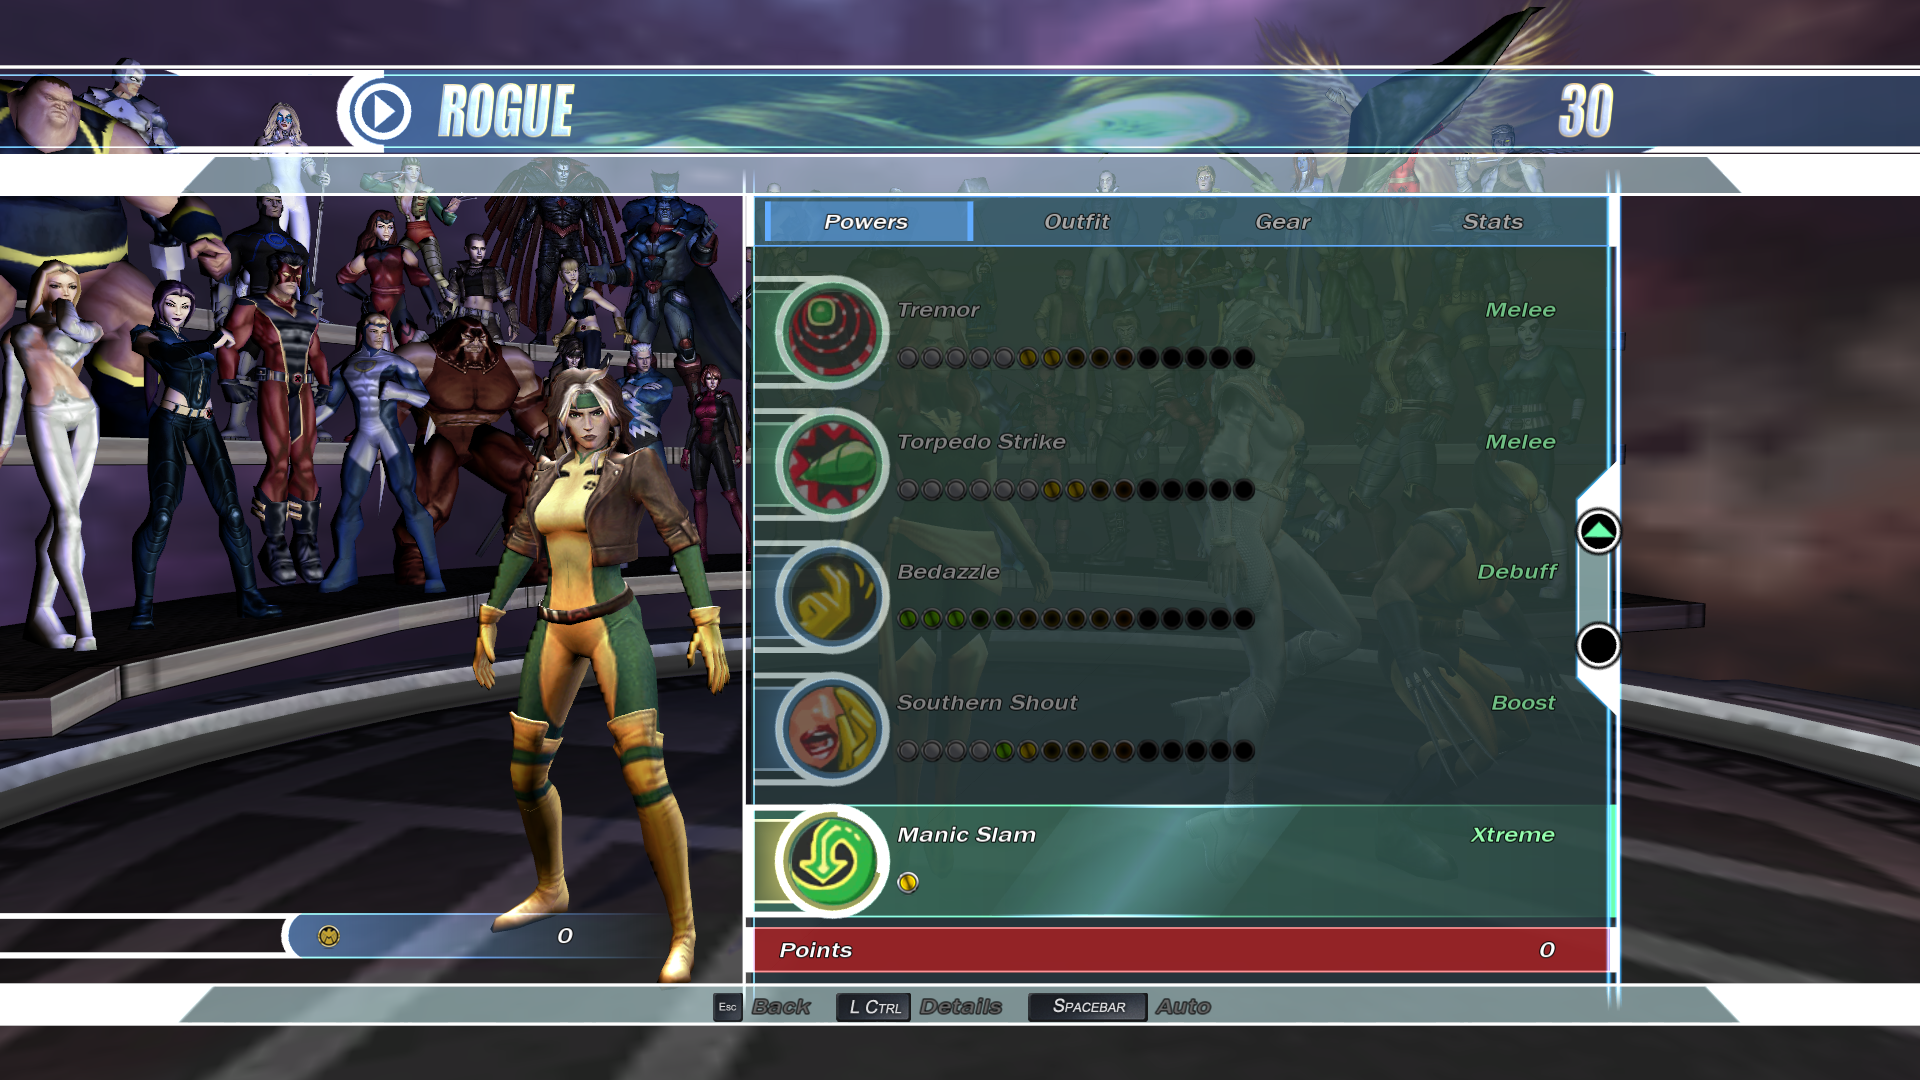 ROGUE
30
Powers Outfit Gear Stats
Tremor Melee
Torpedo Strike Melee
Bedazzle Debuff
Southern Shout Boost
Manic Slam Xtreme
0
Points 0
Esc Back L CTRL Details SPACEBAR Auto